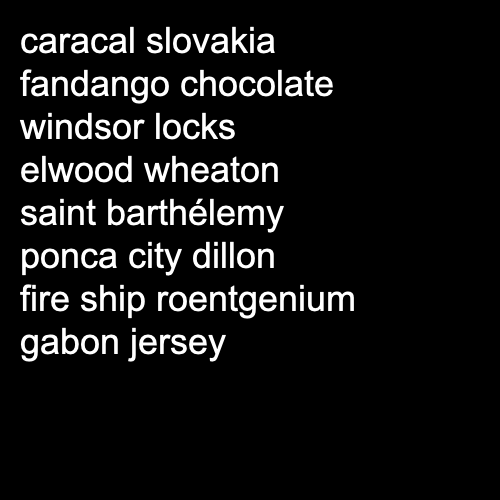 caracal slovakia
fandango chocolate
windsor locks
elwood wheaton
saint barthélemy
ponca city dillon
fire ship roentgenium
gabon jersey